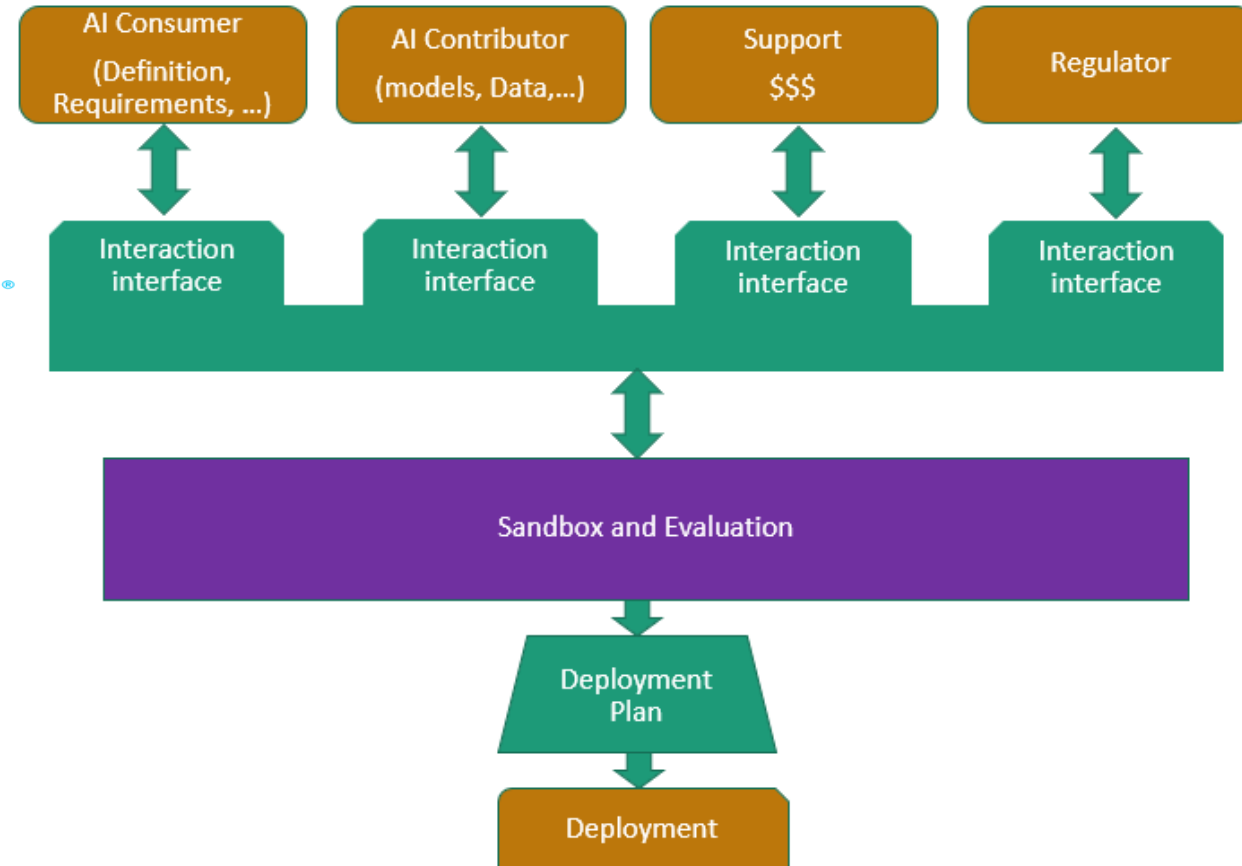 AI Consumer
(Definition,
Requirements, ...)
AI Contributor
(models, Data,...)
Support
$$$
Regulator
Interaction
interface
Interaction
interface
Interaction
interface
Interaction
interface
®
Sandbox and Evaluation
Deployment
Plan
Deployment